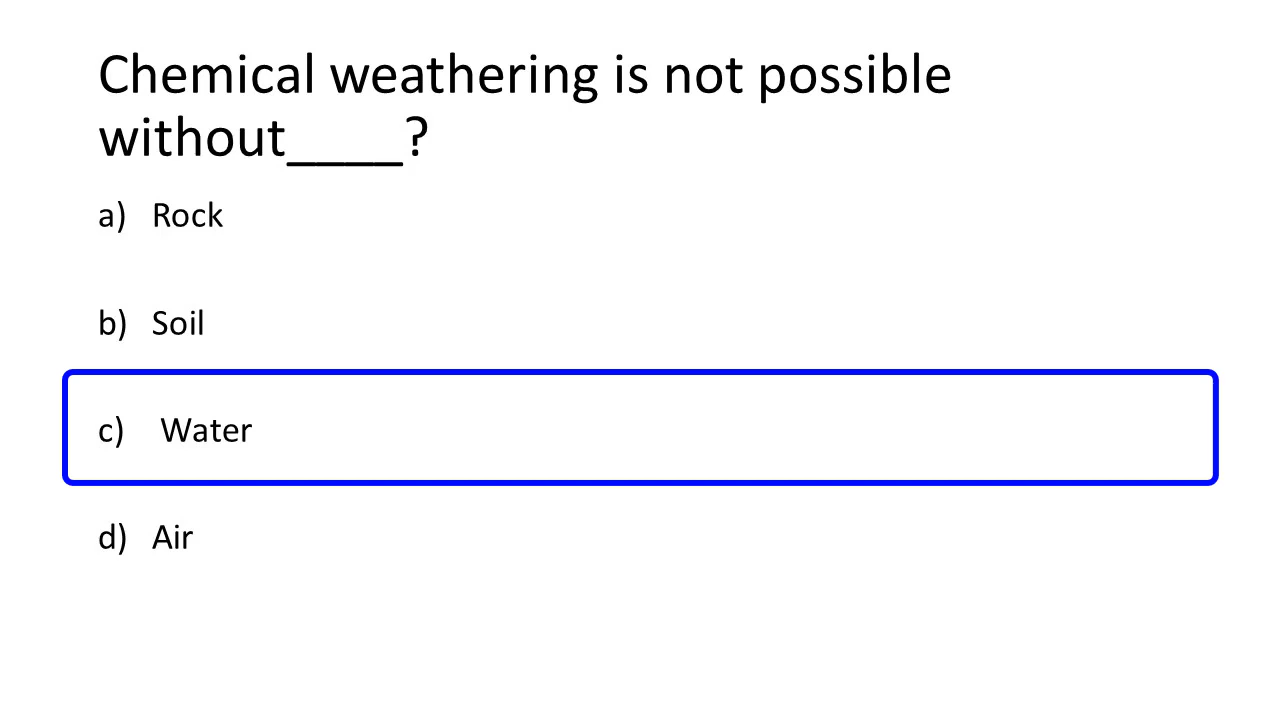 Chemical weathering is not possible
without____?
a) Rock
b) Soil
c) Water
d) Air